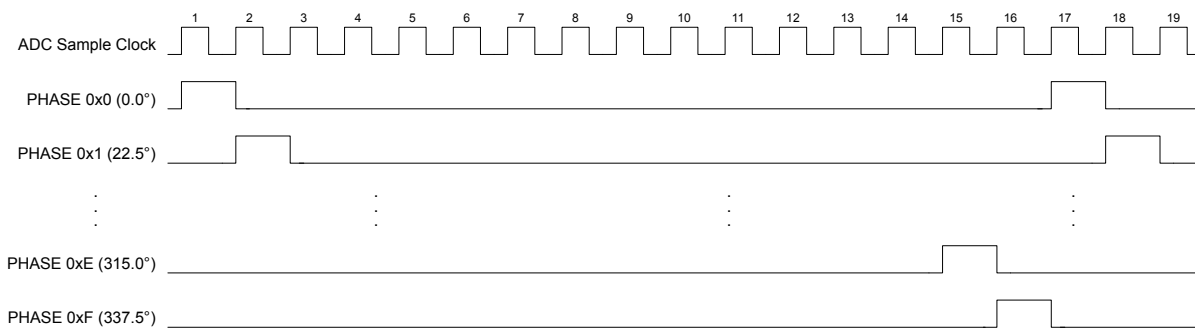 1 2 3 4 5 6 7 8 9 10 11 12 13 14 15 16 17 18 19
ADC Sample Clock
PHASE 0x0 (0.0°)
PHASE 0x1 (22.5°)
PHASE 0xE (315.0°)
PHASE 0xF (337.5°)